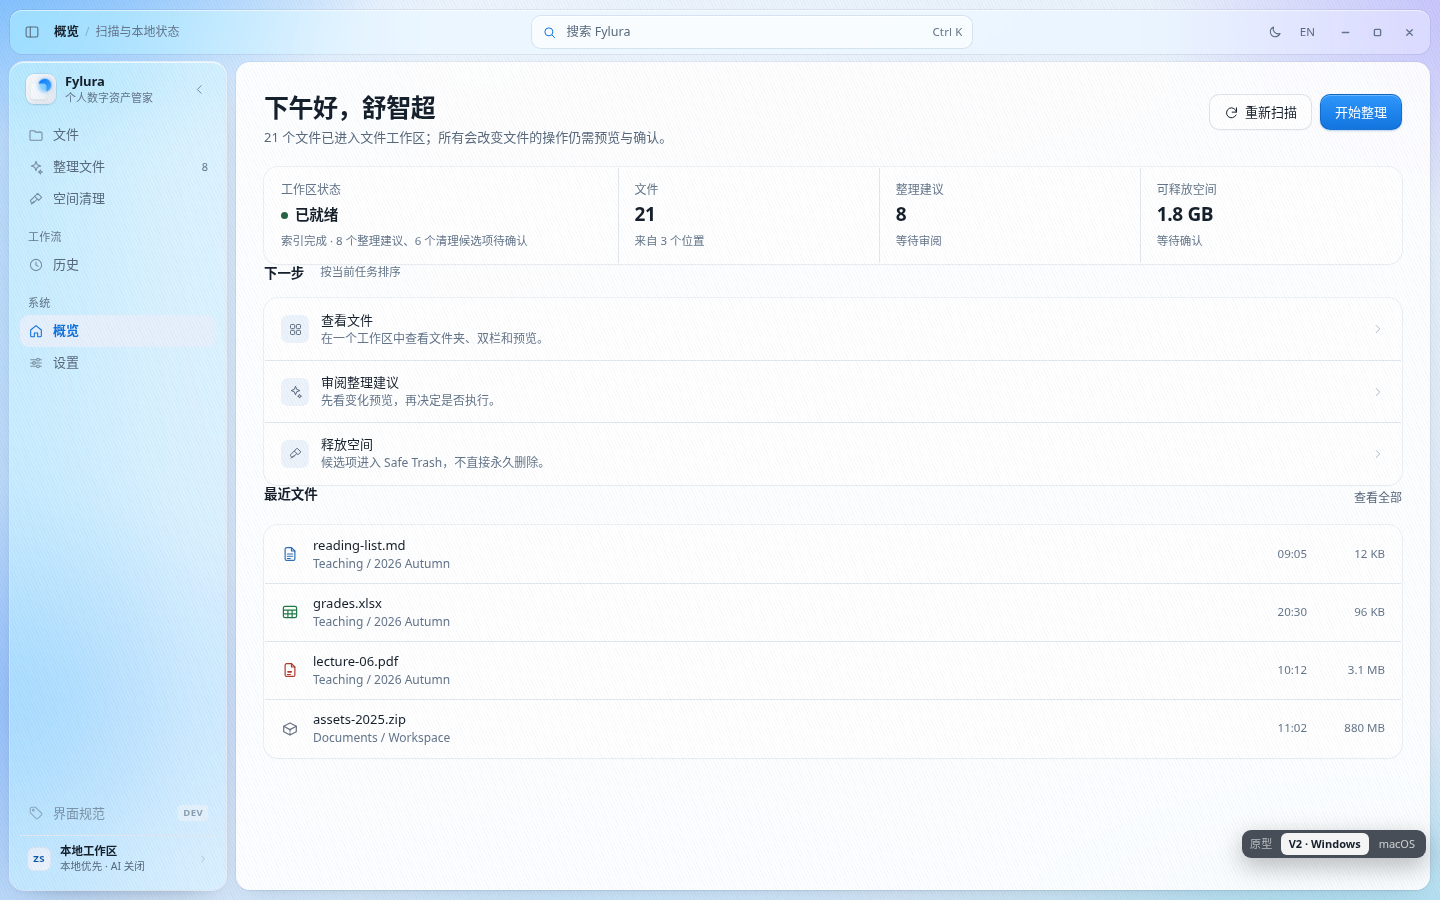 概览 / 扫描与本地状态
搜索 Fylura
Ctrl K
EN
Fylura
个人数字资产管家
文件
整理文件
8
空间清理
工作流
历史
系统
概览
设置
界面规范
DEV
ZS
本地工作区
本地优先 · AI 关闭
下午好，舒智超
21 个文件已进入文件工作区；所有会改变文件的操作仍需预览与确认。
重新扫描
开始整理
工作区状态
已就绪
索引完成 · 8 个整理建议、6 个清理候选项待确认
文件
21
来自 3 个位置
整理建议
8
等待审阅
可释放空间
1.8 GB
等待确认
下一步
按当前任务排序
查看文件
在一个工作区中查看文件夹、双栏和预览。
审阅整理建议
先看变化预览，再决定是否执行。
释放空间
候选项进入 Safe Trash，不直接永久删除。
最近文件
查看全部
reading-list.md
Teaching / 2026 Autumn
09:05
12 KB
grades.xlsx
Teaching / 2026 Autumn
20:30
96 KB
lecture-06.pdf
Teaching / 2026 Autumn
10:12
3.1 MB
assets-2025.zip
Documents / Workspace
11:02
880 MB
原型
V2 · Windows
macOS